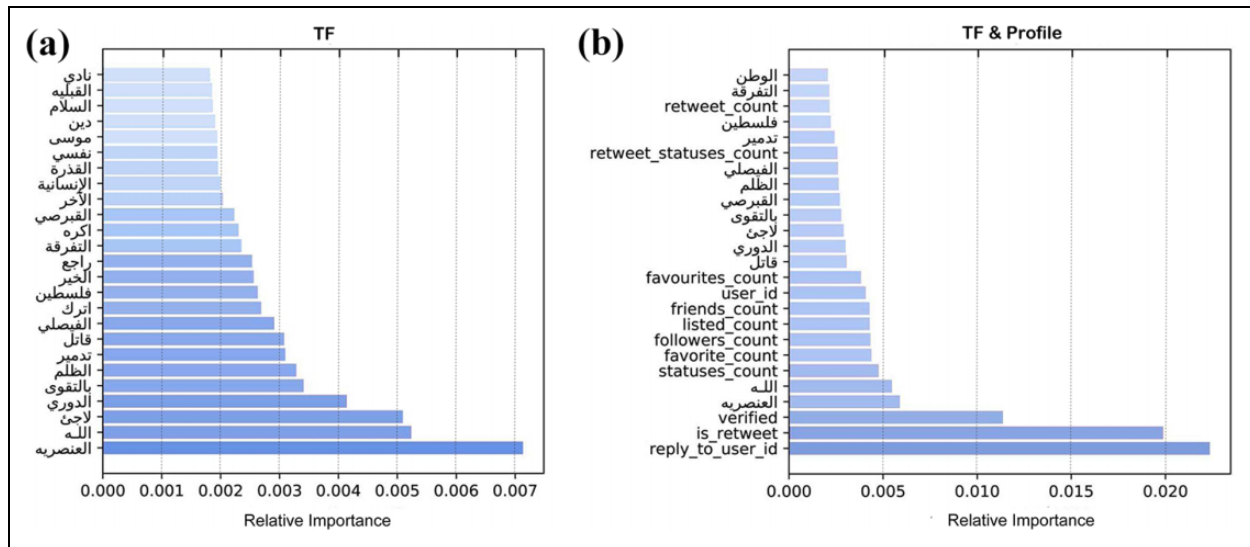 (a)
TF
نادي
القبليه
السلام
دين
موسى
نفسي
القذرة
الإنسانية
الآخر
القبرصي
اكره
التفرقة
راجع
الخير
فلسطين
اترك
الفيصلي
قاتل
تدمير
الظلم
بالتقوى
الدوري
لاجئ
الله
العنصريه
0.000 0.001 0.002 0.003 0.004 0.005 0.006 0.007
Relative Importance
(b)
TF & Profile
الوطن
التفرقة
retweet_count
فلسطين
تدمير
retweet_statuses_count
الفيصلي
الظلم
القبرصي
بالتقوى
لاجئ
الدوري
قاتل
favourites_count
user_id
friends_count
listed_count
followers_count
favorite_count
statuses_count
الله
العنصريه
verified
is_retweet
reply_to_user_id
0.000 0.005 0.010 0.015 0.020
Relative Importance